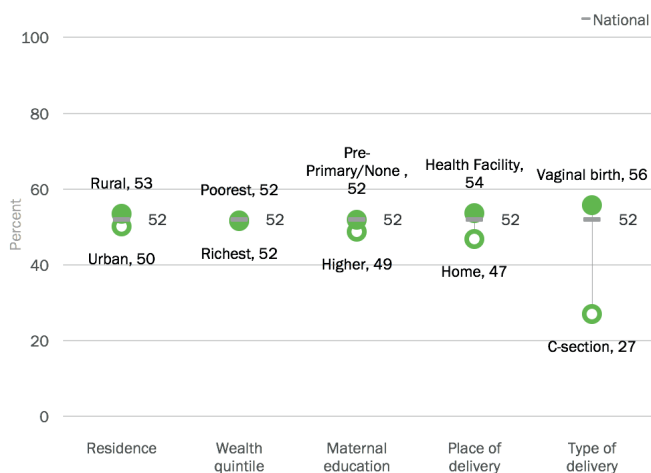 National
100
80
60
40
20
0
Percent
Rural, 53
52
Urban, 50
Poorest, 52
52
Richest, 52
Pre-
Primary/None ,
52
52
Higher, 49
Health Facility,
54
52
Home, 47
Vaginal birth, 56
52
C-section, 27
Residence
Wealth
quintile
Maternal
education
Place of
delivery
Type of
delivery